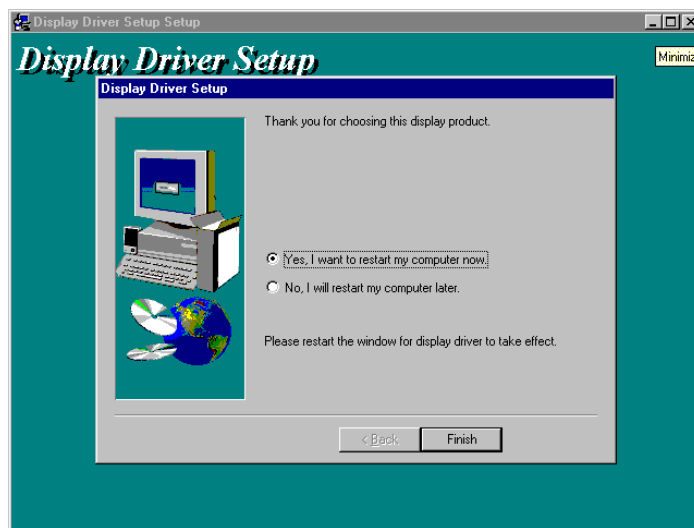 Display Driver Setup Setup
Display Driver Setup
Display Driver Setup
Thank you for choosing this display product.
Yes, I want to restart my computer now.
No, I will restart my computer later.
Please restart the window for display driver to take effect.
< Back
Finish